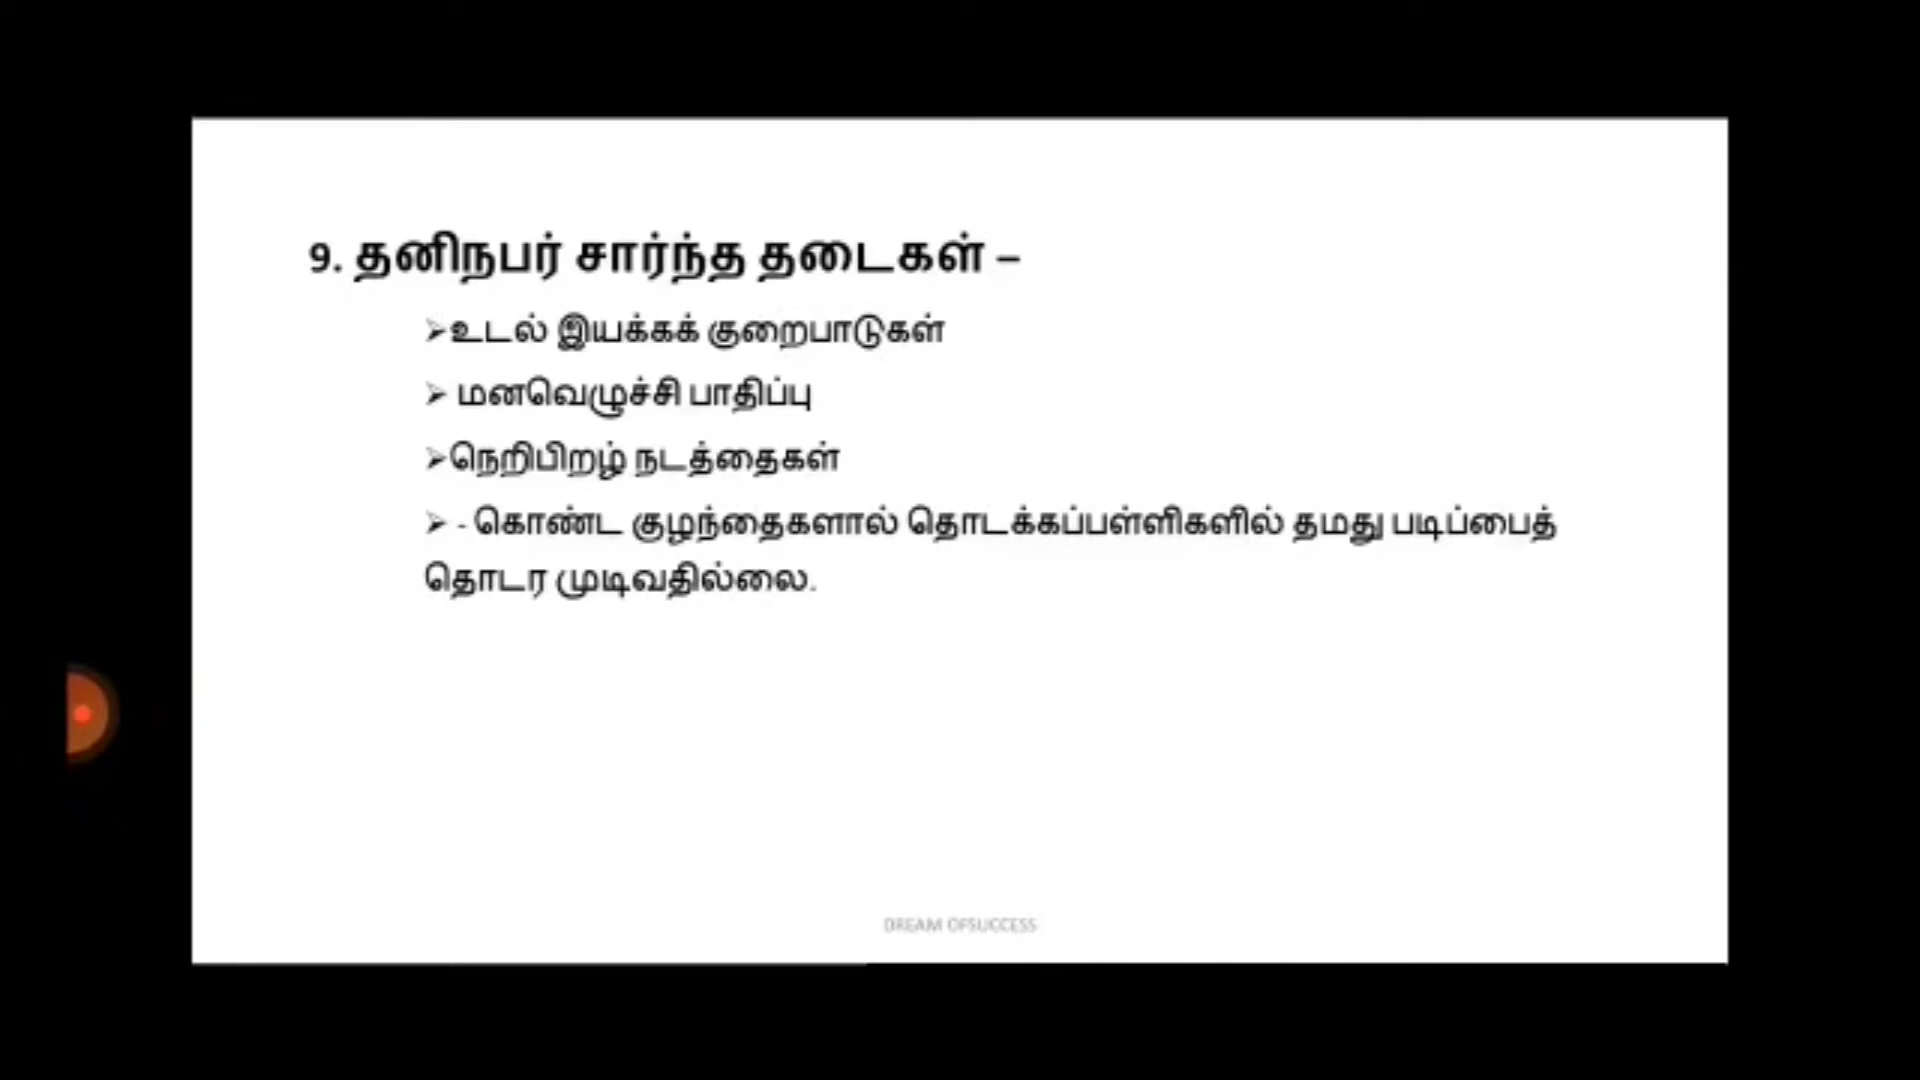 9. தனிநபர் சார்ந்த தடைகள் –
➢உடல் இயக்கக் குறைபாடுகள்
➢ மனவெழுச்சி பாதிப்பு
➢நெறிபிறழ் நடத்தைகள்
➢ - கொண்ட குழந்தைகளால் தொடக்கப்பள்ளிகளில் தமது படிப்பைத்
தொடர முடிவதில்லை.
DREAM OFSUCCESS